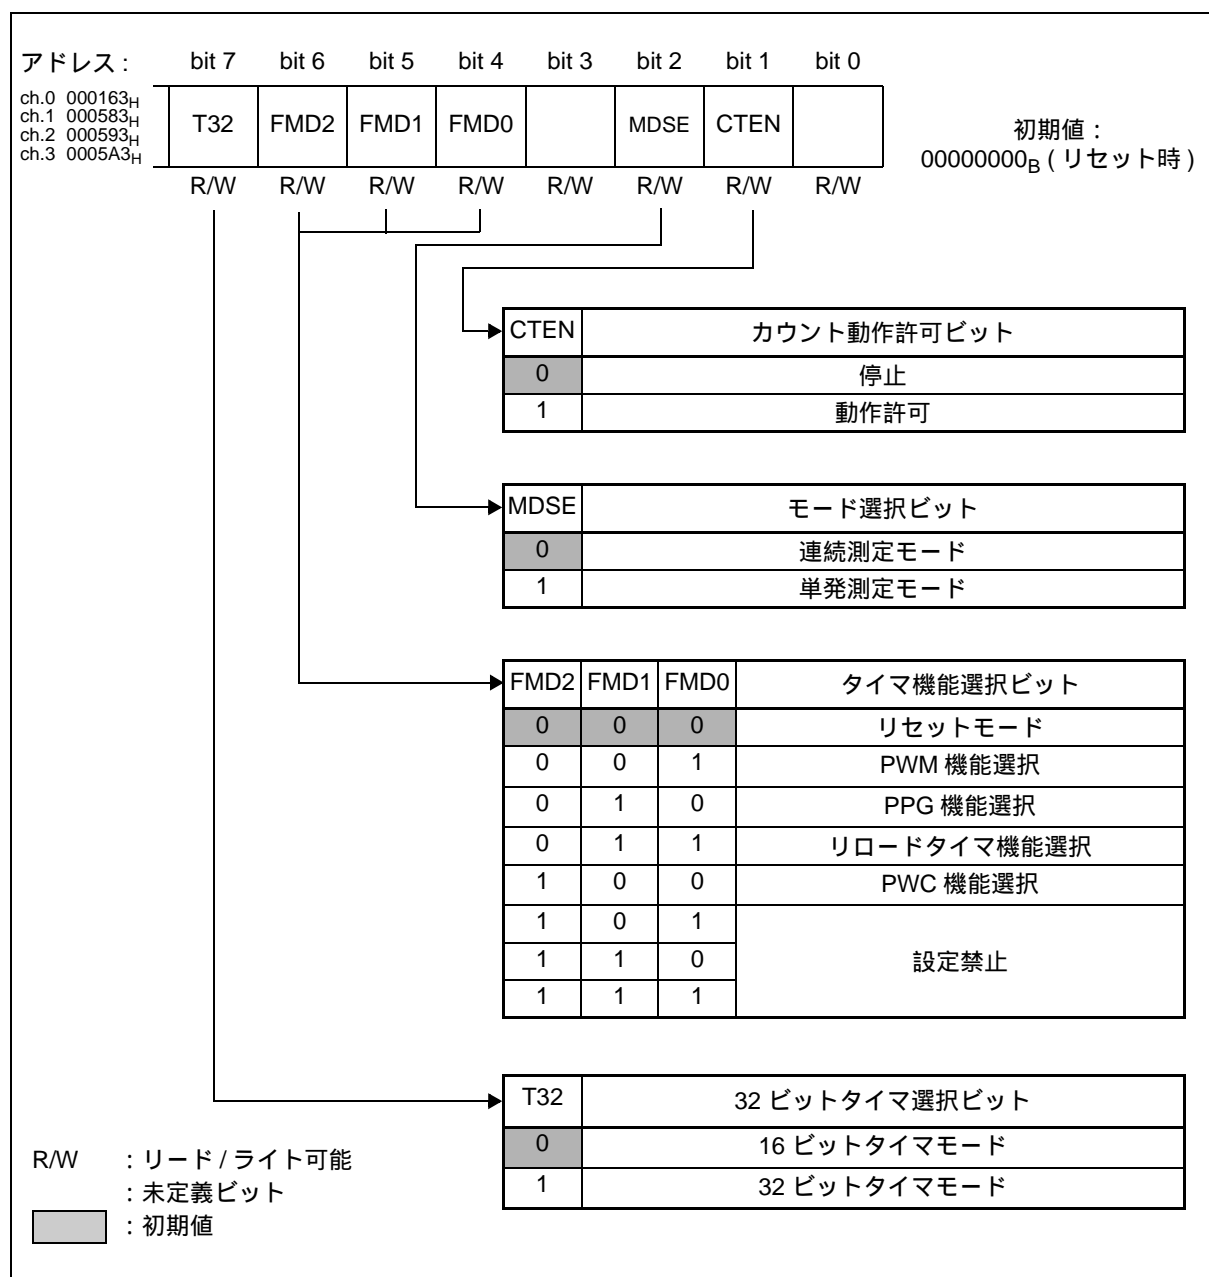 アドレス : bit 7 bit 6 bit 5 bit 4 bit 3 bit 2 bit 1 bit 0
ch.0 000163H
ch.1 000583H
ch.2 000593H
ch.3 0005A3H
T32 FMD2 FMD1 FMD0 MDSE CTEN
初期値 :
00000000B ( リセット時 )
R/W R/W R/W R/W R/W R/W R/W R/W
CTEN カウント動作許可ビット
0 停止
1 動作許可
MDSE モード選択ビット
0 連続測定モード
1 単発測定モード
FMD2 FMD1 FMD0 タイマ機能選択ビット
0 0 0 リセットモード
0 0 1 PWM 機能選択
0 1 0 PPG 機能選択
0 1 1 リロードタイマ機能選択
1 0 0 PWC 機能選択
1 0 1
1 1 0 設定禁止
1 1 1
T32 32 ビットタイマ選択ビット
0 16 ビットタイマモード
1 32 ビットタイマモード
R/W : リード / ライト可能
: 未定義ビット
: 初期値